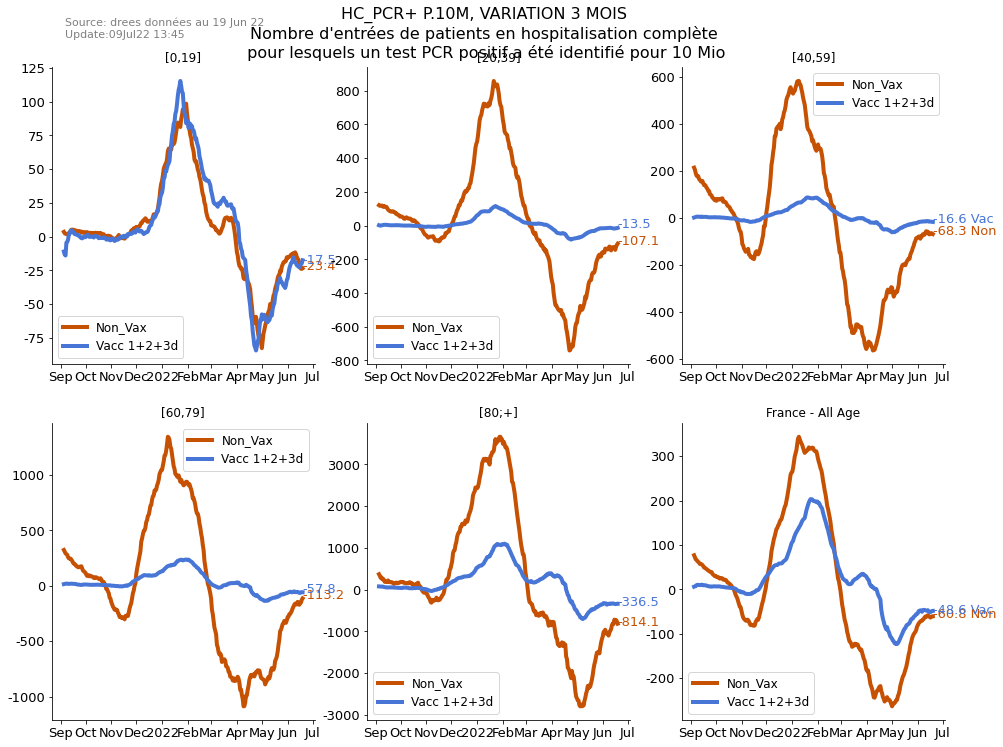 HC_PCR+ P.10M, VARIATION 3 MOIS
Source: drees données au 19 Jun 22
Update:09Jul22 13:45
Nombre d'entrées de patients en hospitalisation complète
pour lesquels un test PCR positif a été identifié pour 10 Mio
[0,19]
125
100
75
50
25
0
-25
-50
-75
-17.5
-23.4
Non_Vax
Vacc 1+2+3d
Sep Oct Nov Dec 2022 Feb Mar Apr May Jun Jul
[20,39]
800
600
400
200
0
-200
-400
-600
-800
-13.5
-107.1
Non_Vax
Vacc 1+2+3d
Sep Oct Nov Dec 2022 Feb Mar Apr May Jun Jul
[40,59]
600
400
200
0
-200
-400
-600
Non_Vax
Vacc 1+2+3d
-16.6 Vac
-68.3 Non
Sep Oct Nov Dec 2022 Feb Mar Apr May Jun Jul
[60,79]
1000
500
0
-500
-1000
Non_Vax
Vacc 1+2+3d
-57.8
-113.2
Sep Oct Nov Dec 2022 Feb Mar Apr May Jun Jul
[80;+]
3000
2000
1000
0
-1000
-2000
-3000
-336.5
-814.1
Non_Vax
Vacc 1+2+3d
Sep Oct Nov Dec 2022 Feb Mar Apr May Jun Jul
France - All Age
300
200
100
0
-100
-200
-48.6 Vac
-60.8 Non
Non_Vax
Vacc 1+2+3d
Sep Oct Nov Dec 2022 Feb Mar Apr May Jun Jul